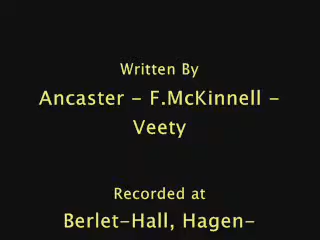 Written By
Ancaster - F.McKinnell -
Veety
Recorded at
Berlet-Hall, Hagen-